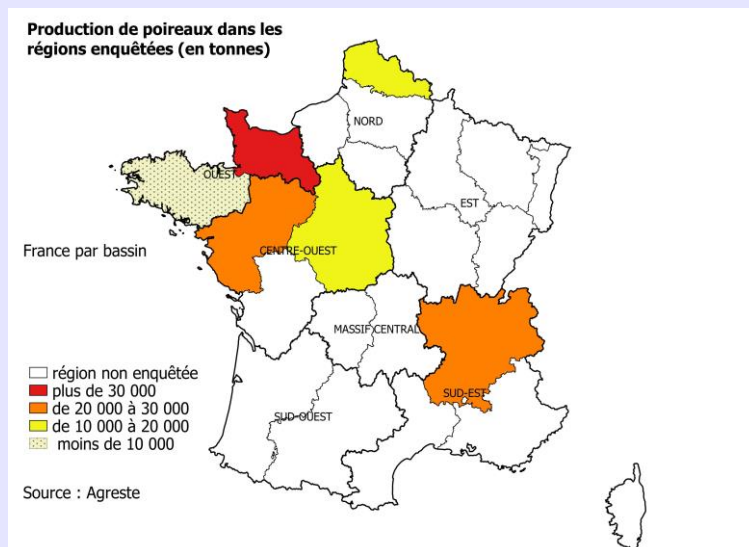 Production de poireaux dans les
régions enquêtées (en tonnes)
NORD
OUEST
EST
France par bassin
CENTRE-OUEST
MASSIF CENTRAL
région non enquêtée
plus de 30 000
de 20 000 à 30 000
de 10 000 à 20 000
moins de 10 000
SUD-EST
SUD-OUEST
Source : Agreste